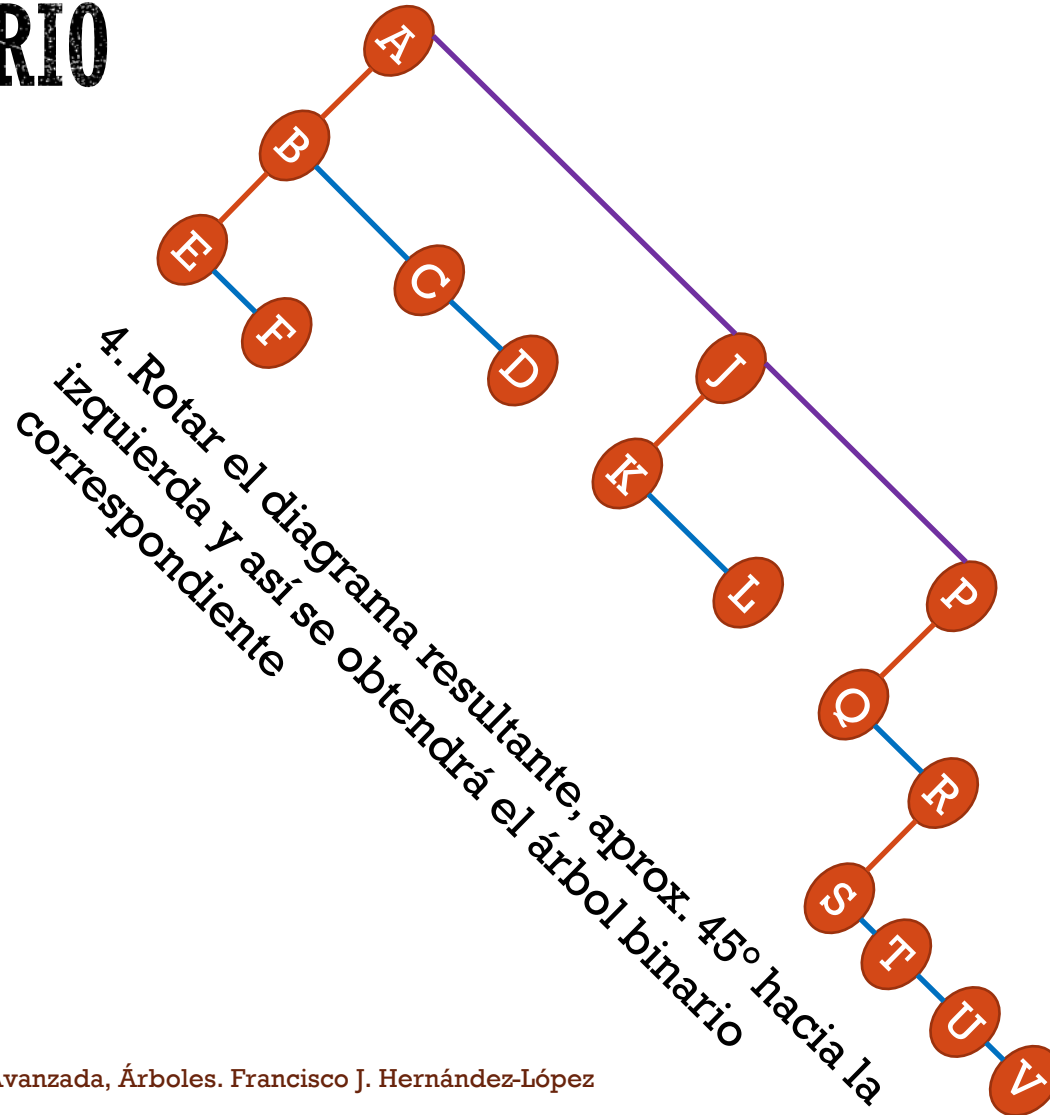 RIO
A
B
E
C
F
D
J
K
L
P
Q
R
S
T
U
V
4. Rotar el diagrama resultante, aprox. 45° hacia la
izquierda y así se obtendrá el árbol binario
correspondiente
Avanzada, Árboles. Francisco J. Hernández-López